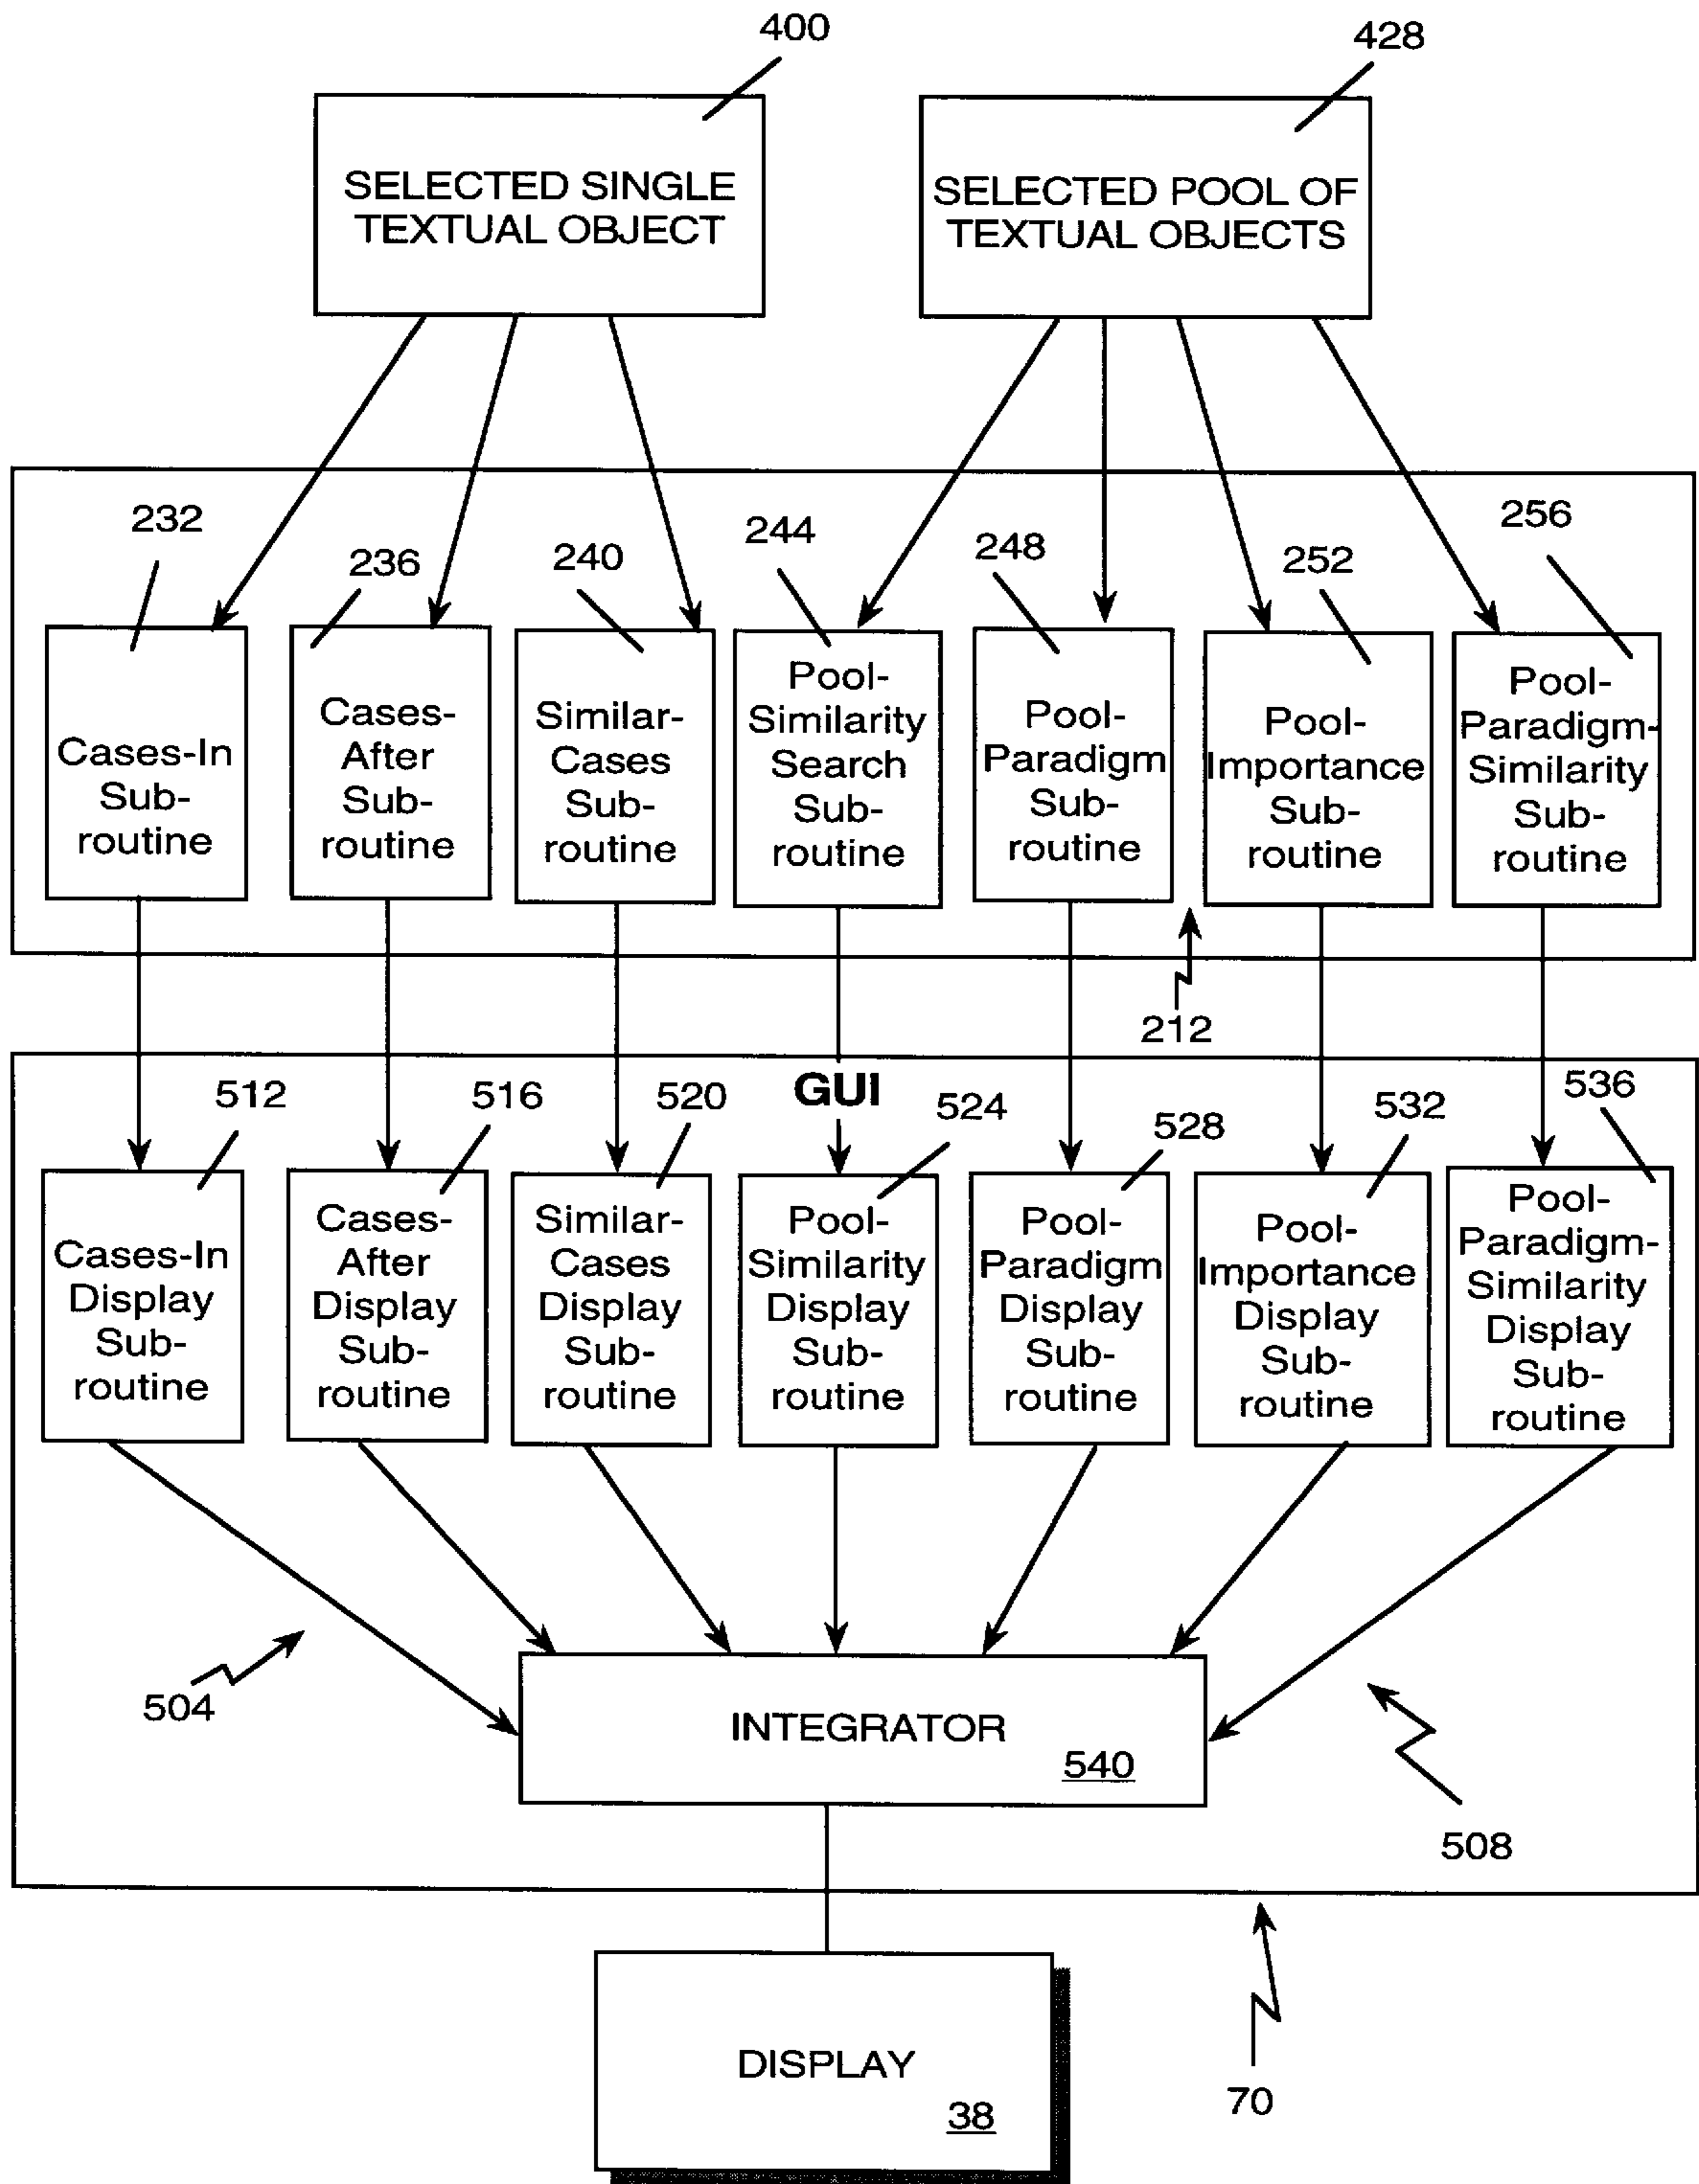 400
428
SELECTED SINGLE
TEXTUAL OBJECT
SELECTED POOL OF
TEXTUAL OBJECTS
232
236
240
244
248
252
256
Cases-In
Sub-
routine
Cases-
After
Sub-
routine
Similar-
Cases
Sub-
routine
Pool-
Similarity
Search
Sub-
routine
Pool-
Paradigm
Sub-
routine
Pool-
Importance
Sub-
routine
Pool-
Paradigm-
Similarity
Sub-
routine
212
GUI
512
516
520
524
528
532
536
Cases-In
Display
Sub-
routine
Cases-
After
Display
Sub-
routine
Similar-
Cases
Display
Sub-
routine
Pool-
Similarity
Display
Sub-
routine
Pool-
Paradigm
Display
Sub-
routine
Pool-
Importance
Display
Sub-
routine
Pool-
Paradigm-
Similarity
Display
Sub-
routine
504
INTEGRATOR
540
508
DISPLAY
38
70